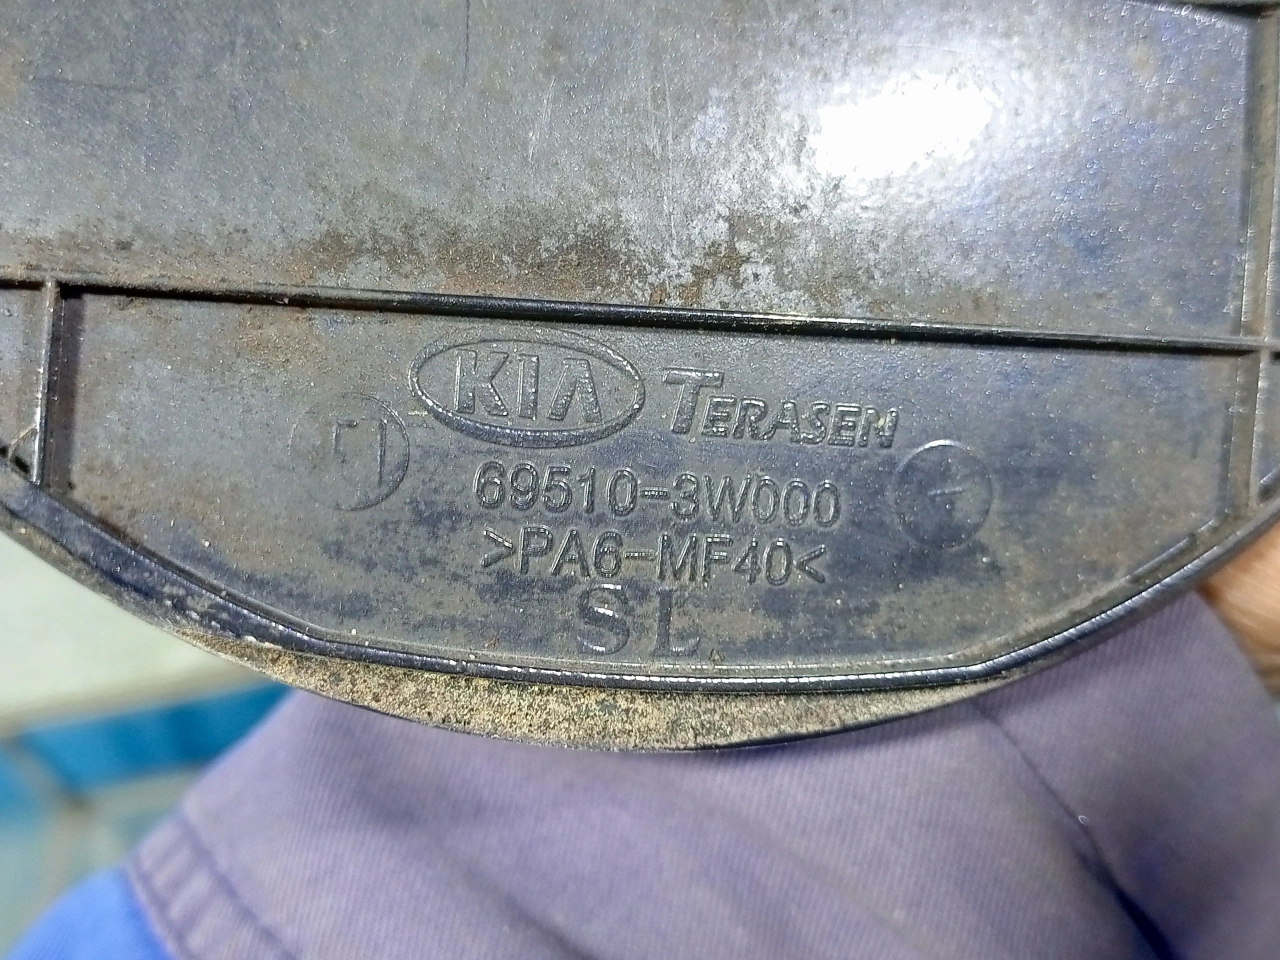 KIA TERASEN
69510-3W000
>PA6-MF40<
SL